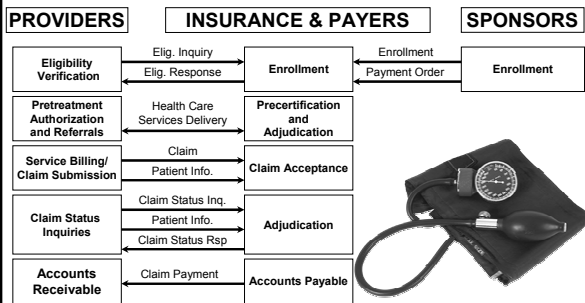 PROVIDERS
INSURANCE & PAYERS
SPONSORS
Eligibility
Verification
Elig. Inquiry
Elig. Response
Enrollment
Enrollment
Payment Order
Enrollment
Pretreatment
Authorization
and Referrals
Health Care
Services Delivery
Precertification
and
Adjudication
Service Billing/
Claim Submission
Claim
Patient Info.
Claim Acceptance
Claim Status
Inquiries
Claim Status Inq.
Patient Info.
Claim Status Rsp
Adjudication
Accounts
Receivable
Claim Payment
Accounts Payable